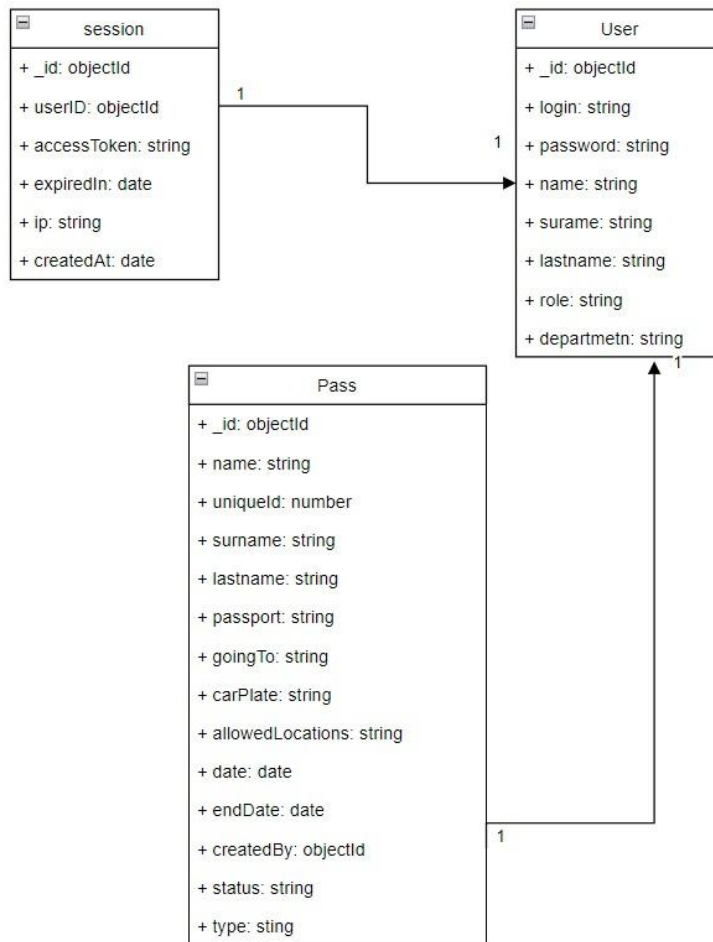 session
+ _id: objectId
+ userID: objectId
+ accessToken: string
+ expiredIn: date
+ ip: string
+ createdAt: date
1
1
User
+ _id: objectId
+ login: string
+ password: string
+ name: string
+ surame: string
+ lastname: string
+ role: string
+ departmetn: string
1
Pass
+ _id: objectId
+ name: string
+ uniqueId: number
+ surname: string
+ lastname: string
+ passport: string
+ goingTo: string
+ carPlate: string
+ allowedLocations: string
+ date: date
+ endDate: date
+ createdBy: objectId
+ status: string
+ type: sting
1